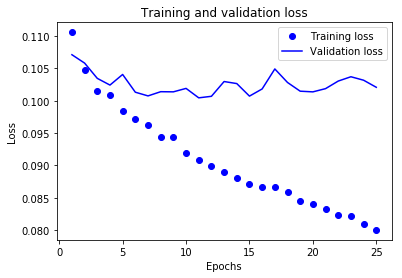 Training and validation loss
Training loss
Validation loss
0.110
0.105
0.100
0.095
0.090
0.085
0.080
Loss
0
5
10
15
20
25
Epochs